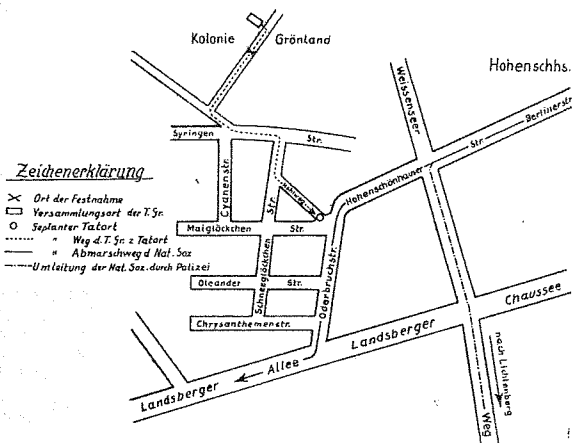 Kolonie Grönland
Hohenschhs.
Weissenseer
Berlinerstr
Str
Hohenschönhauser
Syringen Str.
Cyanenstr.
Str.
Schneeglöckchen
Maiglöckchen Str.
Oleander Str.
Chrysanthemenstr.
Oderbruchstr.
Landsberger Allee
Landsberger Chaussee
nach Lichtenberg
Weg
Zeichenerklärung
Ort der Festnahme
Versammlungsort der T. Gr.
Geplanter Tatort
" Weg d. T. Gr. z Tatort
" Abmarschweg d Nat. Soz
Umleitung der Nat. Soz. durch Polizei